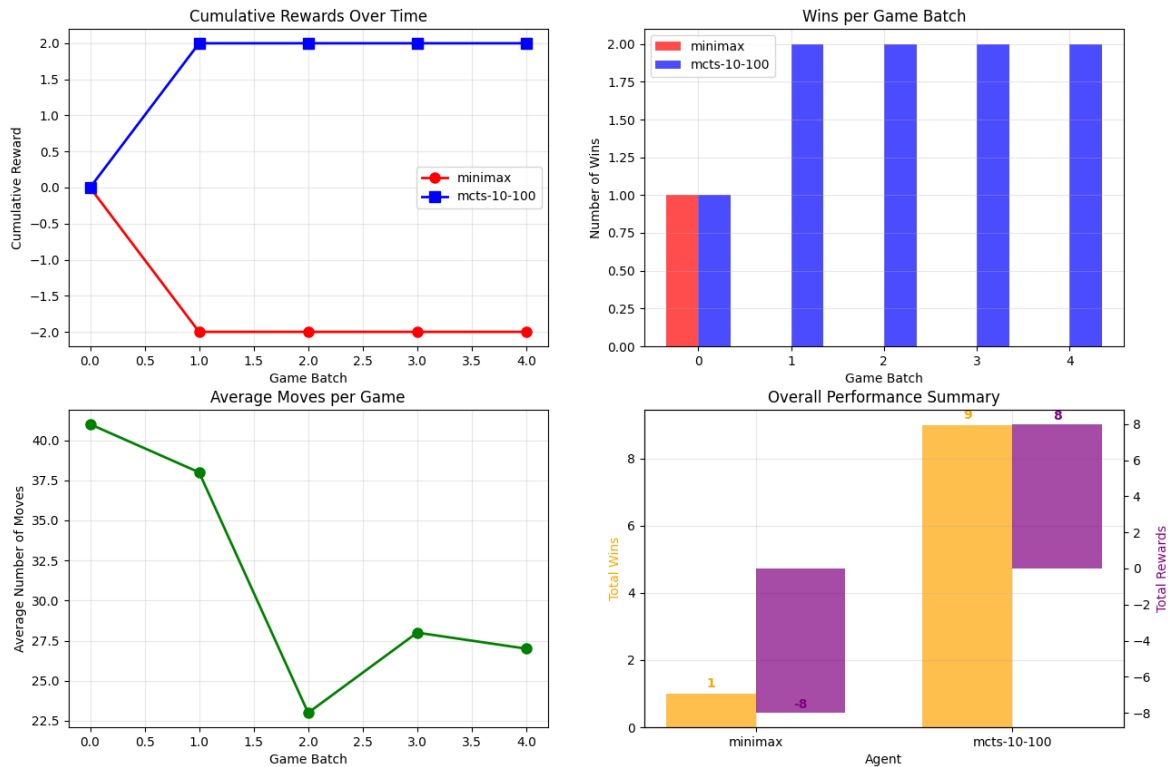 Cumulative Rewards Over Time
Cumulative Reward
2.0
1.5
1.0
0.5
0.0
−0.5
−1.0
−1.5
−2.0
minimax
mcts-10-100
0.0 0.5 1.0 1.5 2.0 2.5 3.0 3.5 4.0
Game Batch
Wins per Game Batch
Number of Wins
2.00
1.75
1.50
1.25
1.00
0.75
0.50
0.25
0.00
minimax
mcts-10-100
0 1 2 3 4
Game Batch
Average Moves per Game
Average Number of Moves
40.0
37.5
35.0
32.5
30.0
27.5
25.0
22.5
0.0 0.5 1.0 1.5 2.0 2.5 3.0 3.5 4.0
Game Batch
Overall Performance Summary
Total Wins
8
6
4
2
0
1
-8
9
8
8
6
4
2
0
−2
−4
−6
−8
Total Rewards
minimax mcts-10-100
Agent